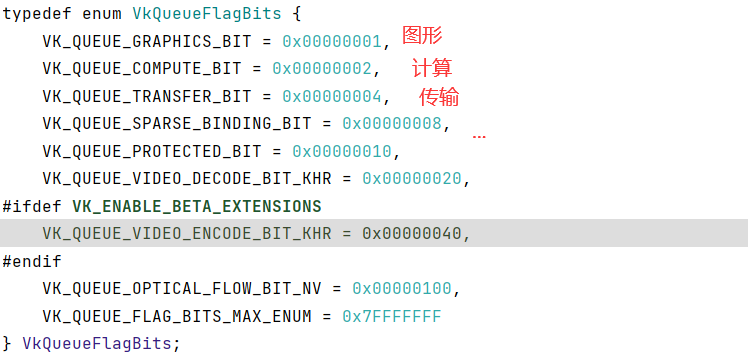 typedef enum VkQueueFlagBits {
    VK_QUEUE_GRAPHICS_BIT = 0x00000001, 图形
    VK_QUEUE_COMPUTE_BIT = 0x00000002, 计算
    VK_QUEUE_TRANSFER_BIT = 0x00000004, 传输
    VK_QUEUE_SPARSE_BINDING_BIT = 0x00000008, ...
    VK_QUEUE_PROTECTED_BIT = 0x00000010,
    VK_QUEUE_VIDEO_DECODE_BIT_KHR = 0x00000020,
#ifdef VK_ENABLE_BETA_EXTENSIONS
    VK_QUEUE_VIDEO_ENCODE_BIT_KHR = 0x00000040,
#endif
    VK_QUEUE_OPTICAL_FLOW_BIT_NV = 0x00000100,
    VK_QUEUE_FLAG_BITS_MAX_ENUM = 0x7FFFFFFF
} VkQueueFlagBits;